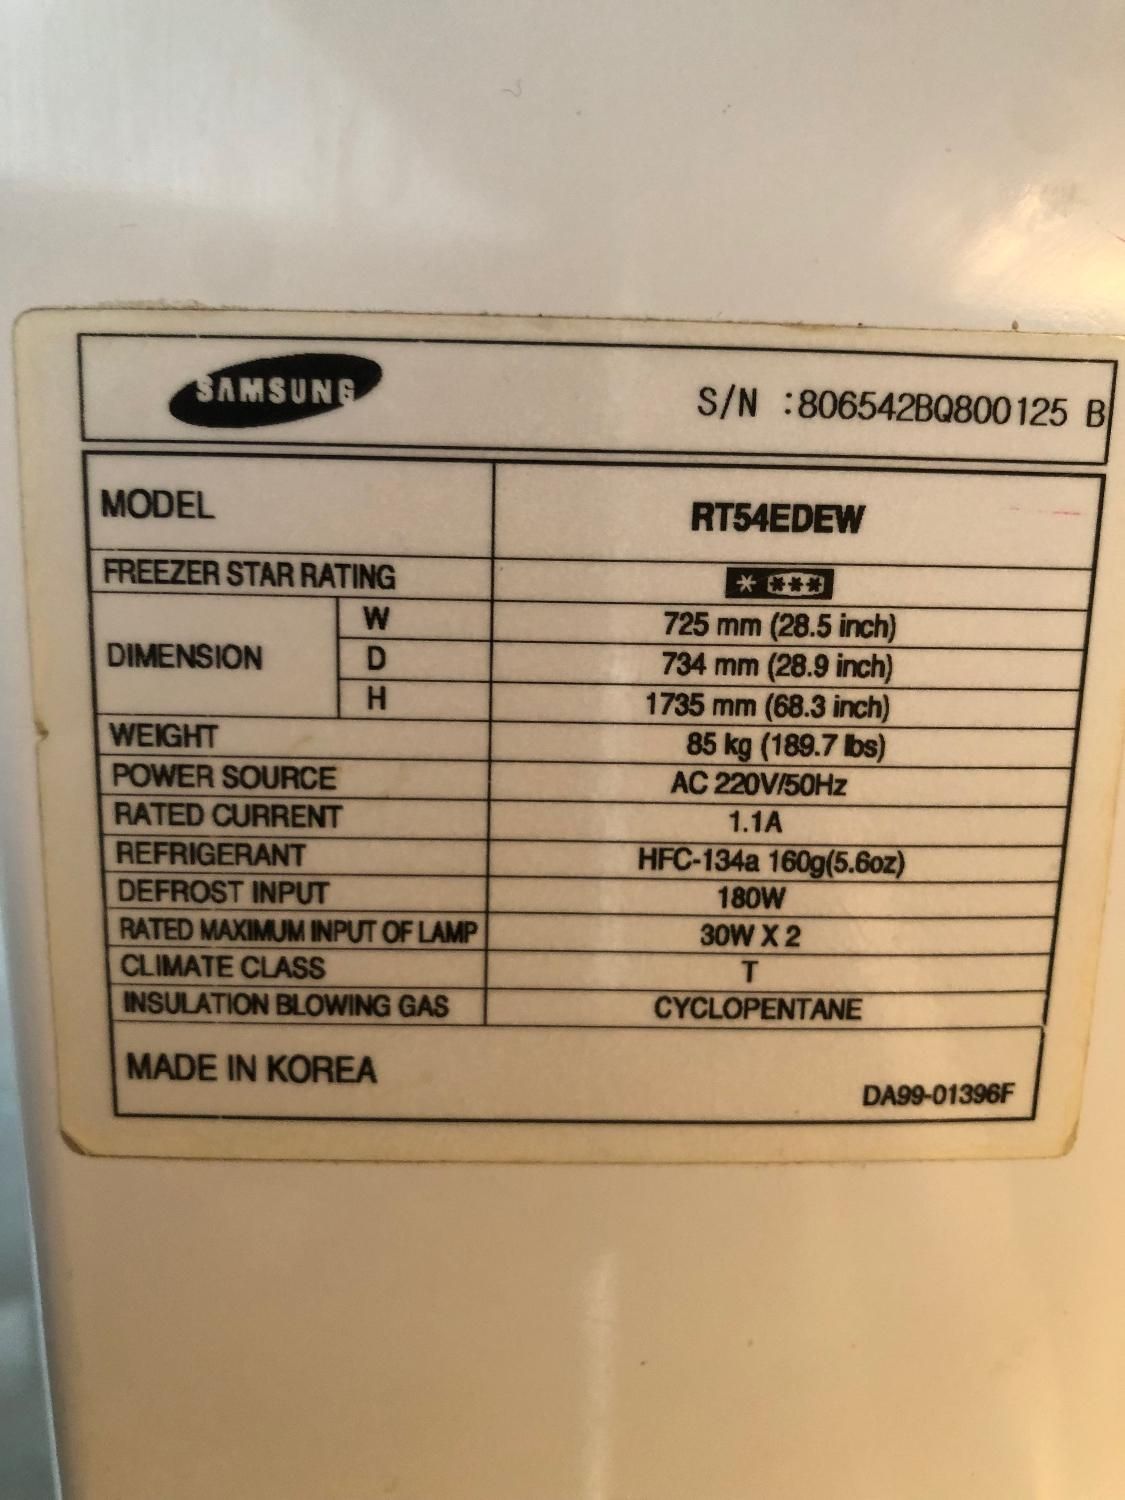 SAMSUNG S/N :806542BQ800125 B
MODEL RT54EDEW
FREEZER STAR RATING * ***
DIMENSION W 725 mm (28.5 inch)
D 734 mm (28.9 inch)
H 1735 mm (68.3 inch)
WEIGHT 85 kg (189.7 lbs)
POWER SOURCE AC 220V/50Hz
RATED CURRENT 1.1A
REFRIGERANT HFC-134a 160g(5.6oz)
DEFROST INPUT 180W
RATED MAXIMUM INPUT OF LAMP 30W X 2
CLIMATE CLASS T
INSULATION BLOWING GAS CYCLOPENTANE
MADE IN KOREA
DA99-01396F